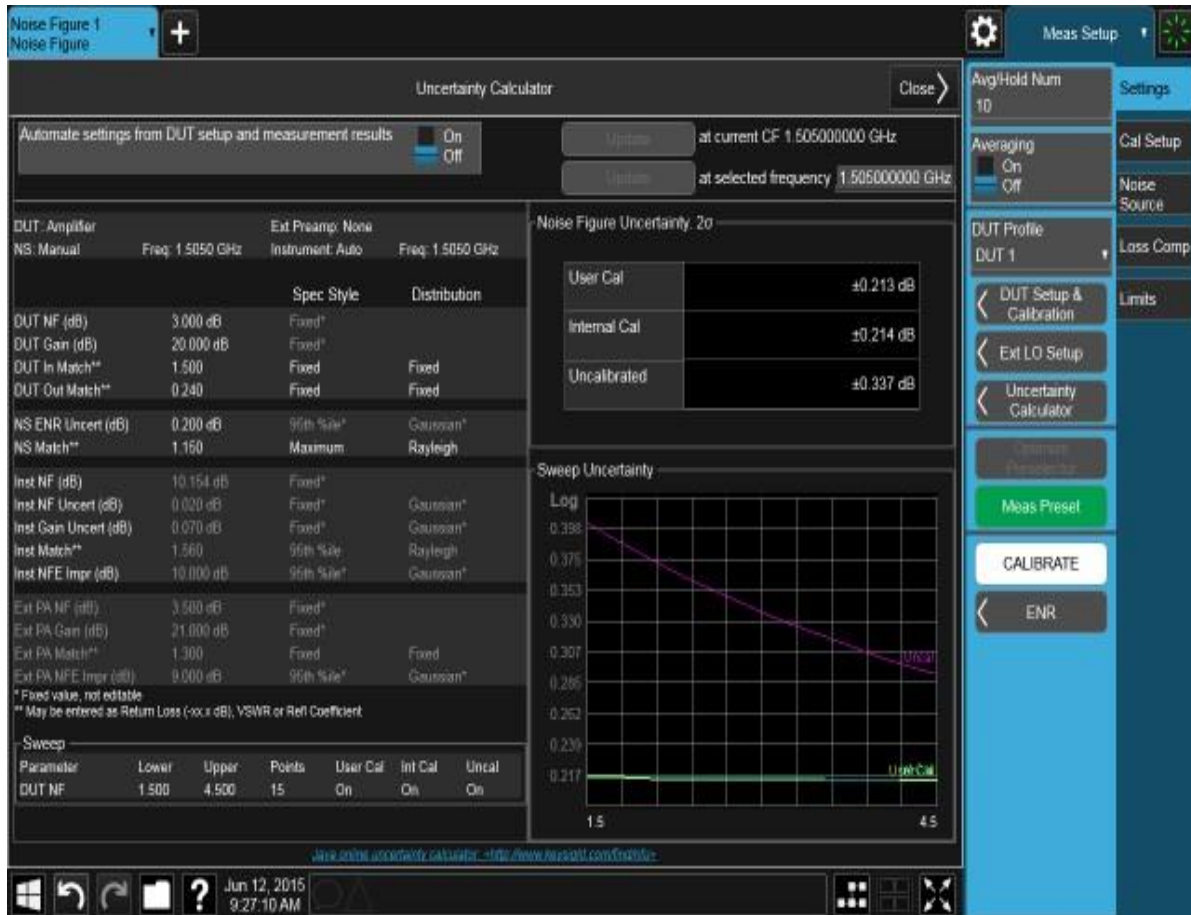 Noise Figure 1
Noise Figure
Meas Setup
Uncertainty Calculator
Close
Automate settings from DUT setup and measurement results
On
Off
Update at current CF 1.505000000 GHz
Update at selected frequency 1.505000000 GHz
DUT: Amplifier Ext Preamp: None
NS: Manual Freq: 1.5050 GHz Instrument: Auto Freq: 1.5050 GHz
Spec Style Distribution
DUT NF (dB) 3.000 dB Fixed*
DUT Gain (dB) 20.000 dB Fixed*
DUT In Match** 1.500 Fixed Fixed
DUT Out Match** 0.240 Fixed Fixed
NS ENR Uncert (dB) 0.200 dB 95th %ile* Gaussian*
NS Match** 1.150 Maximum Rayleigh
Inst NF (dB) 10.154 dB Fixed*
Inst NF Uncert (dB) 0.020 dB Fixed* Gaussian*
Inst Gain Uncert (dB) 0.070 dB Fixed* Gaussian*
Inst Match** 1.560 95th %ile Rayleigh
Inst NFE Impr (dB) 10.000 dB 95th %ile* Gaussian*
Ext PA NF (dB) 3.500 dB Fixed*
Ext PA Gain (dB) 21.000 dB Fixed*
Ext PA Match** 1.300 Fixed Fixed
Ext PA NFE Impr (dB) 9.000 dB 95th %ile* Gaussian*
* Fixed value, not editable
** May be entered as Return Loss (-xx.x dB), VSWR or Refl Coefficient
Sweep
Parameter Lower Upper Points User Cal Int Cal Uncal
DUT NF 1.500 4.500 15 On On On
Noise Figure Uncertainty: 2σ
User Cal ±0.213 dB
Internal Cal ±0.214 dB
Uncalibrated ±0.337 dB
Sweep Uncertainty
Log
0.398
0.375
0.353
0.330
0.307
0.285
0.262
0.239
0.217
Uncal
User Cal
1.5 4.5
Java online uncertainty calculator:
Avg/Hold Num
10
Averaging
On
Off
DUT Profile
DUT 1
DUT Setup &
Calibration
Ext LO Setup
Uncertainty
Calculator
Optimize
Preselector
Meas Preset
CALIBRATE
ENR
Settings
Cal Setup
Noise
Source
Loss Comp
Limits
?
Jun 12, 2015
9:27:10 AM